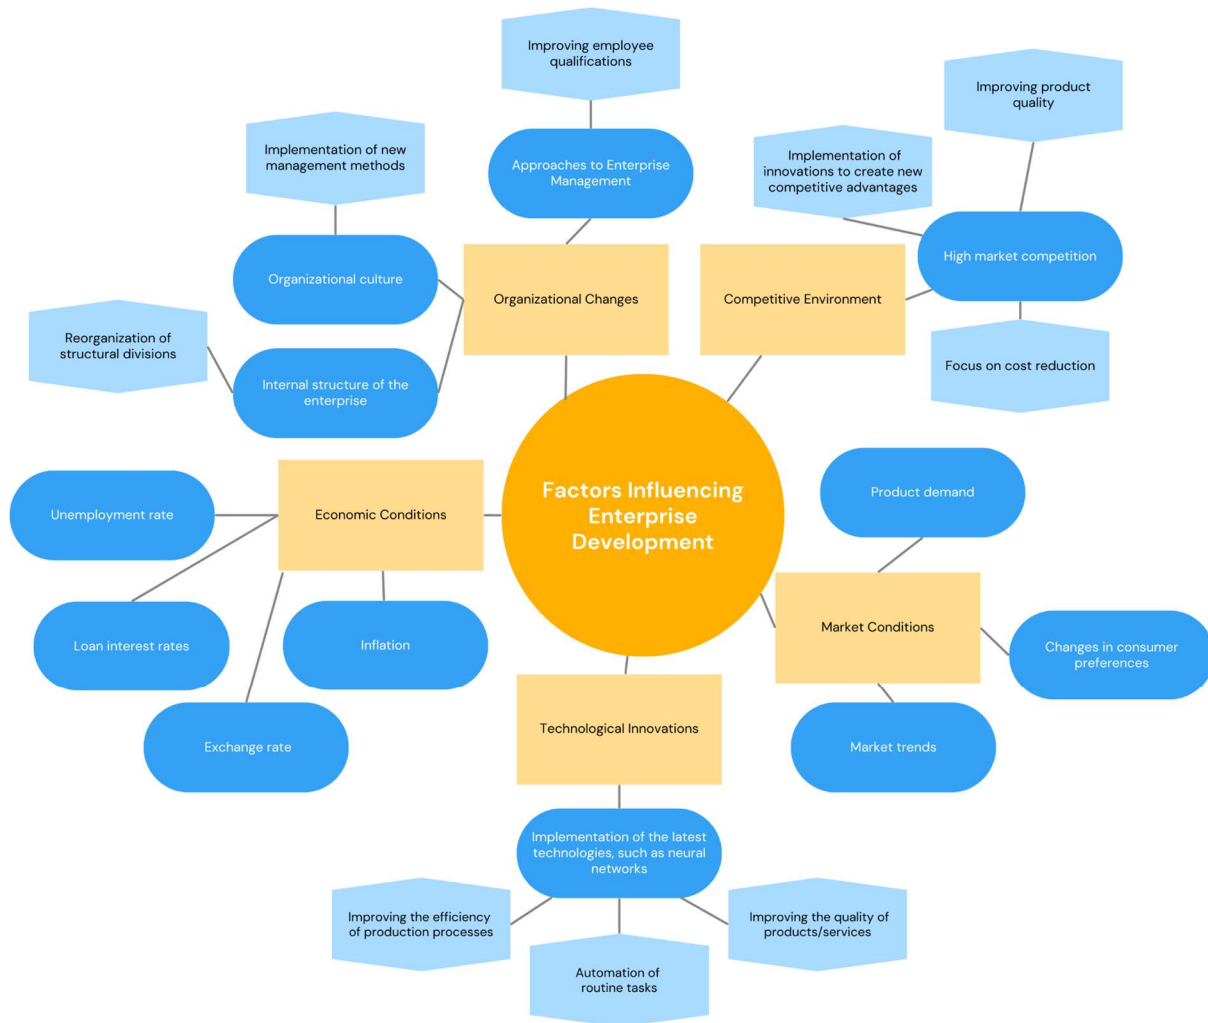 Improving employee
qualifications
Improving product
quality
Implementation of new
management methods
Approaches to Enterprise
Management
Implementation of
innovations to create new
competitive advantages
Organizational culture
Organizational Changes
Competitive Environment
High market competition
Reorganization of
structural divisions
Internal structure of the
enterprise
Focus on cost reduction
Factors Influencing
Enterprise
Development
Unemployment rate
Economic Conditions
Product demand
Loan interest rates
Inflation
Market Conditions
Changes in consumer
preferences
Exchange rate
Technological Innovations
Market trends
Implementation of the latest
technologies, such as neural
networks
Improving the efficiency
of production processes
Improving the quality of
products/services
Automation of
routine tasks